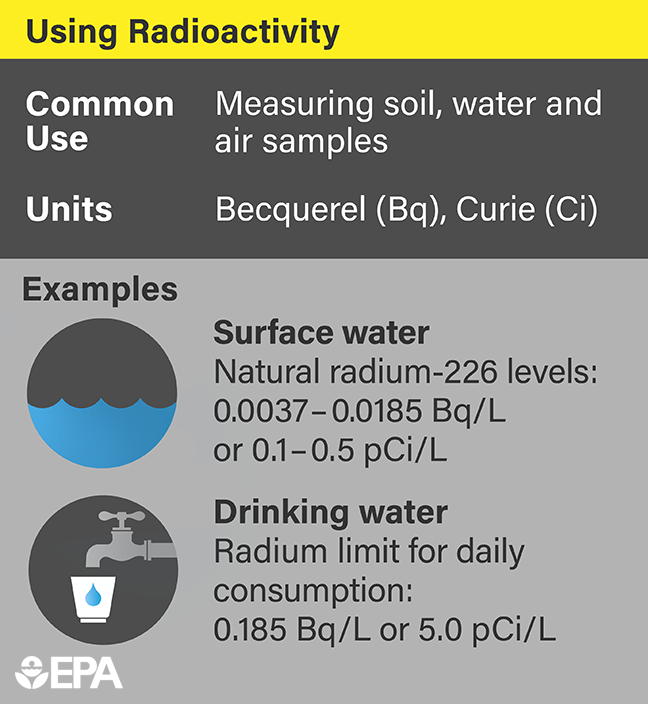 Using Radioactivity
Common Use
Measuring soil, water and
air samples
Units
Becquerel (Bq), Curie (Ci)
Examples
Surface water
Natural radium-226 levels:
0.0037–0.0185 Bq/L
or 0.1–0.5 pCi/L
Drinking water
Radium limit for daily
consumption:
0.185 Bq/L or 5.0 pCi/L
EPA